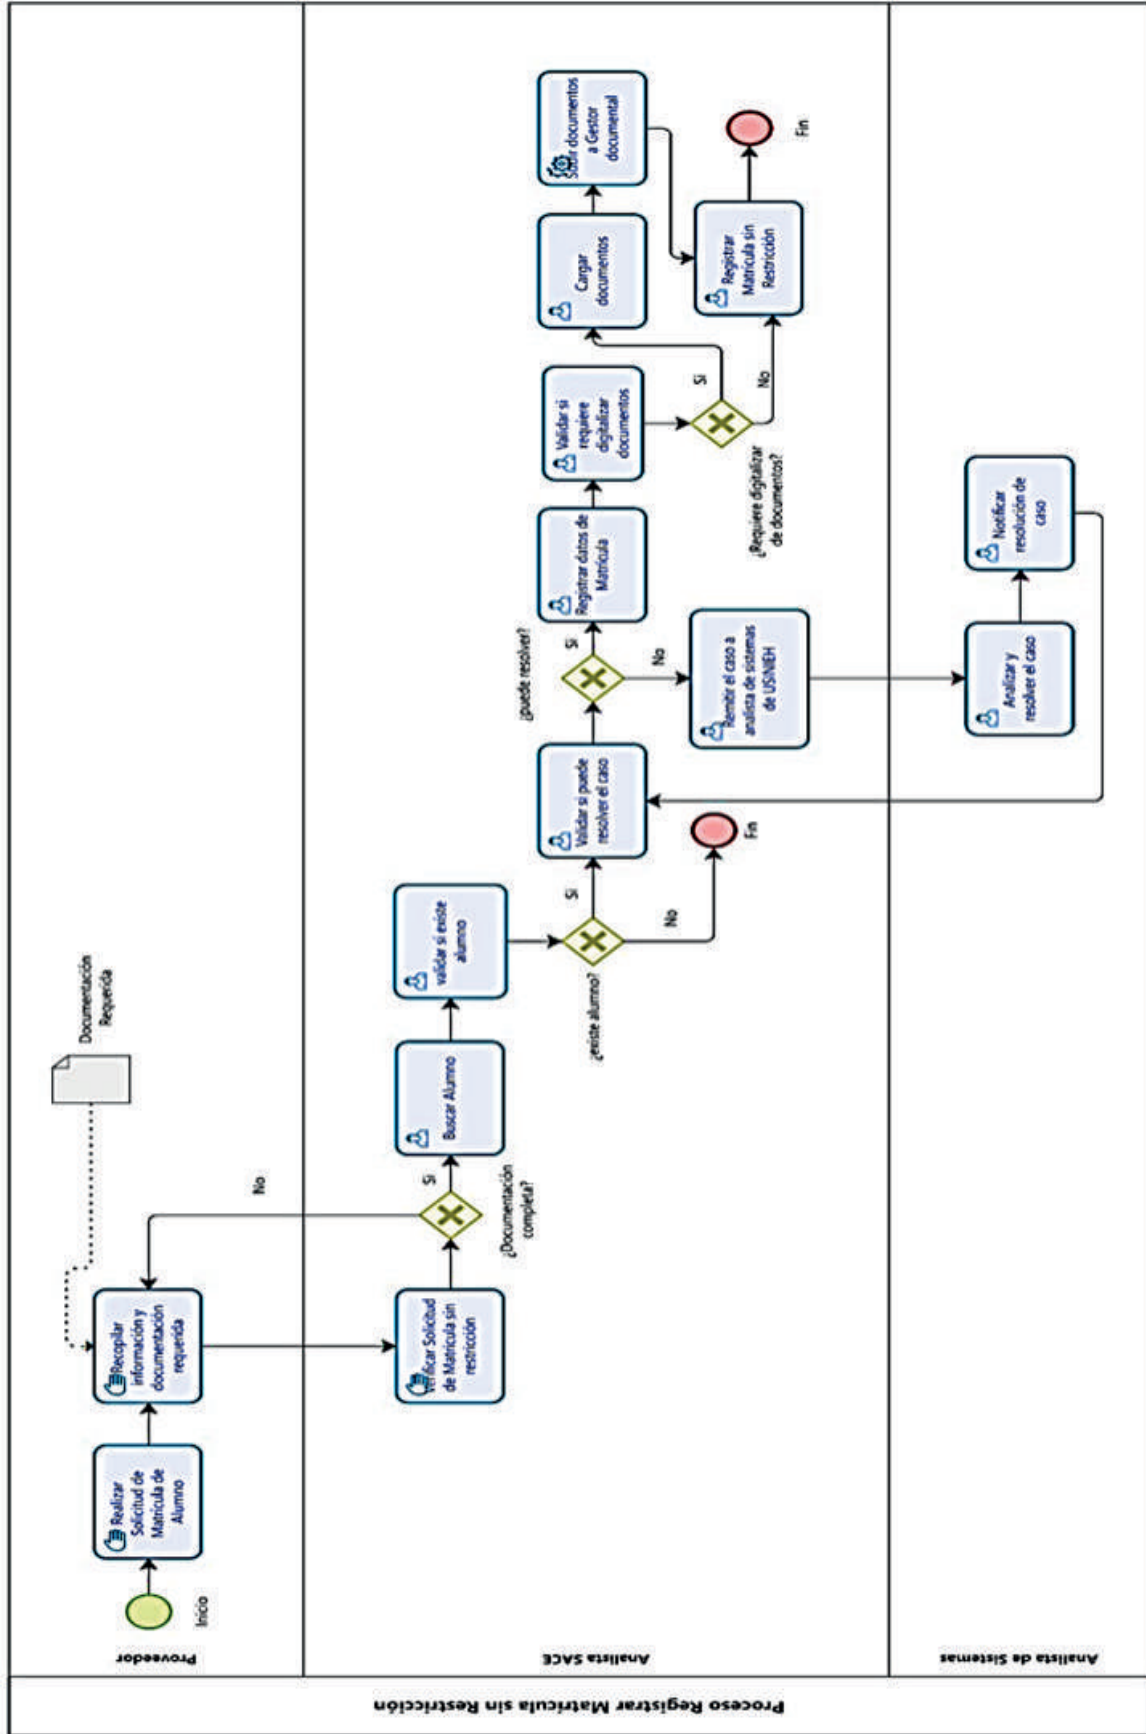 Proceso Registrar Matrícula sin Restricción
Proveedor
Inicio
Realizar
Solicitud de
Matrícula de
Alumno
Recopilar
información y
documentación
requerida
Documentación
Requerida
No
Analista SACE
Verificar Solicitud
de Matrícula sin
restricción
¿Documentación
completa?
Si
Buscar Alumno
validar si existe
alumno
¿existe alumno?
Si
No
Fin
Validar si puede
resolver el caso
¿puede resolver?
Si
No
Registrar datos de
Matrícula
Remitir el caso a
analista de sistemas
de USINIEH
Validar si
requiere
digitalizar
documentos
¿Requiere digitalizar
de documentos?
Si
No
Cargar
documentos
Subir documentos
a Gestor
documental
Registrar
Matrícula sin
Restricción
Fin
Analista de Sistemas
Analizar y
resolver el caso
Notificar
resolución de
caso